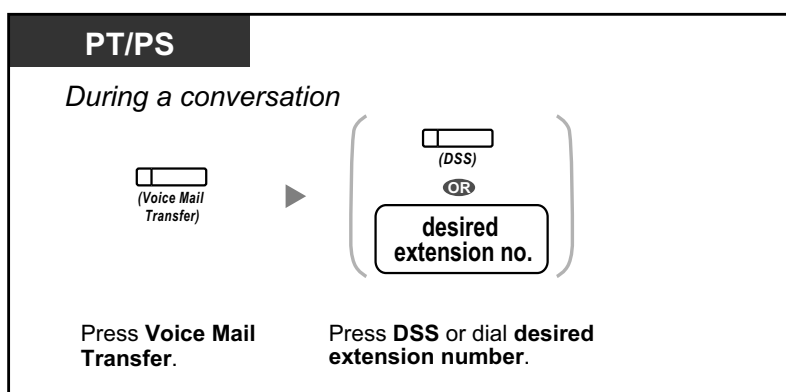 PT/PS
During a conversation
(Voice Mail
Transfer)
(DSS)
OR
desired
extension no.
Press Voice Mail
Transfer.
Press DSS or dial desired
extension number.